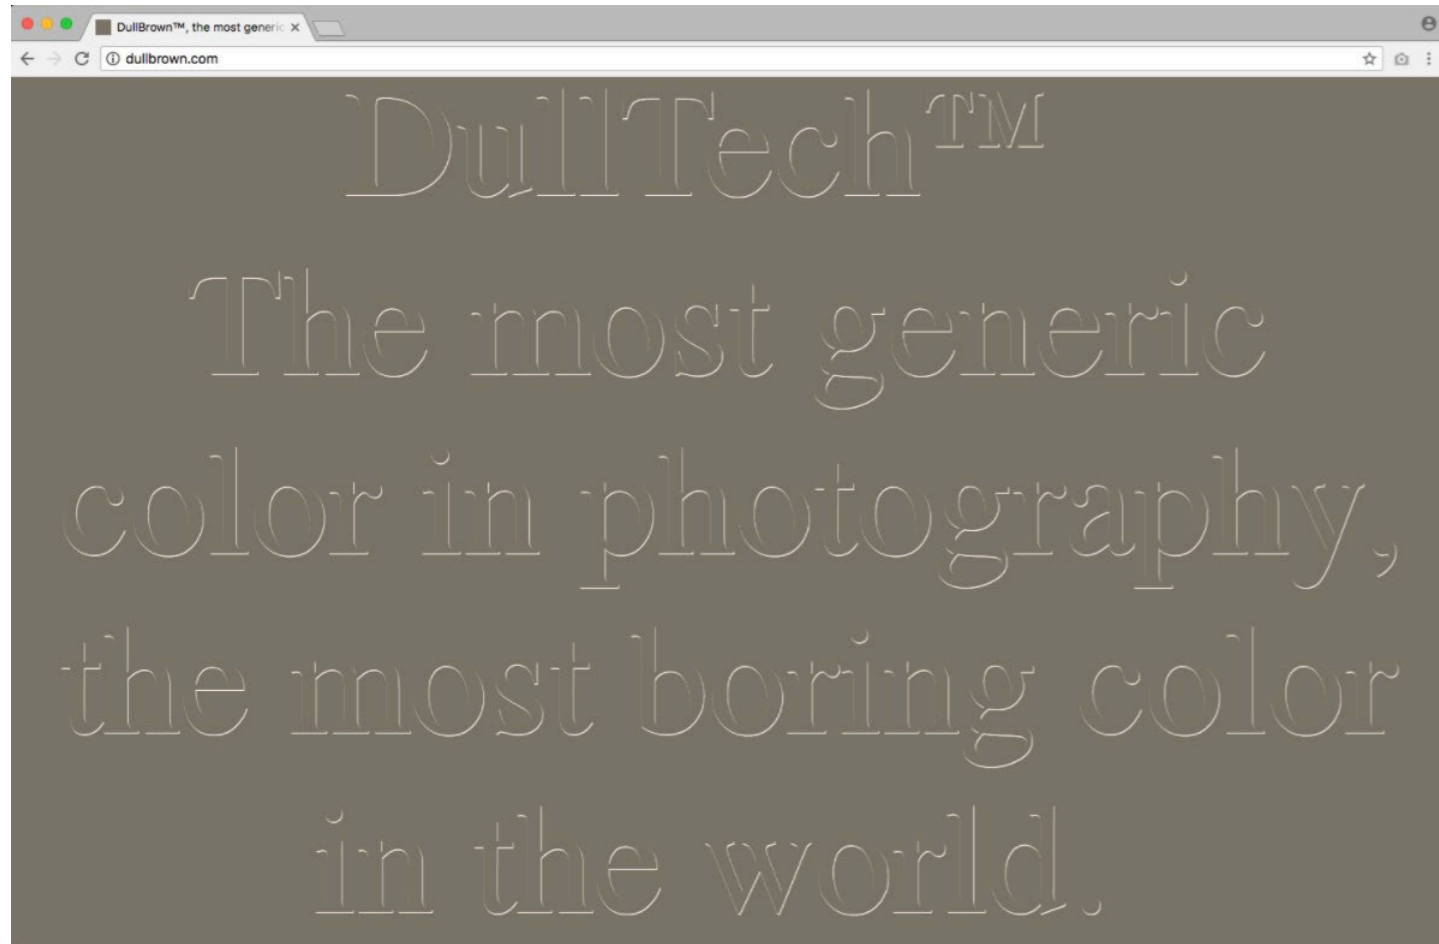 DullBrown™, the most generic
dullbrown.com
DullTech™
The most generic
color in photography,
the most boring color
in the world.